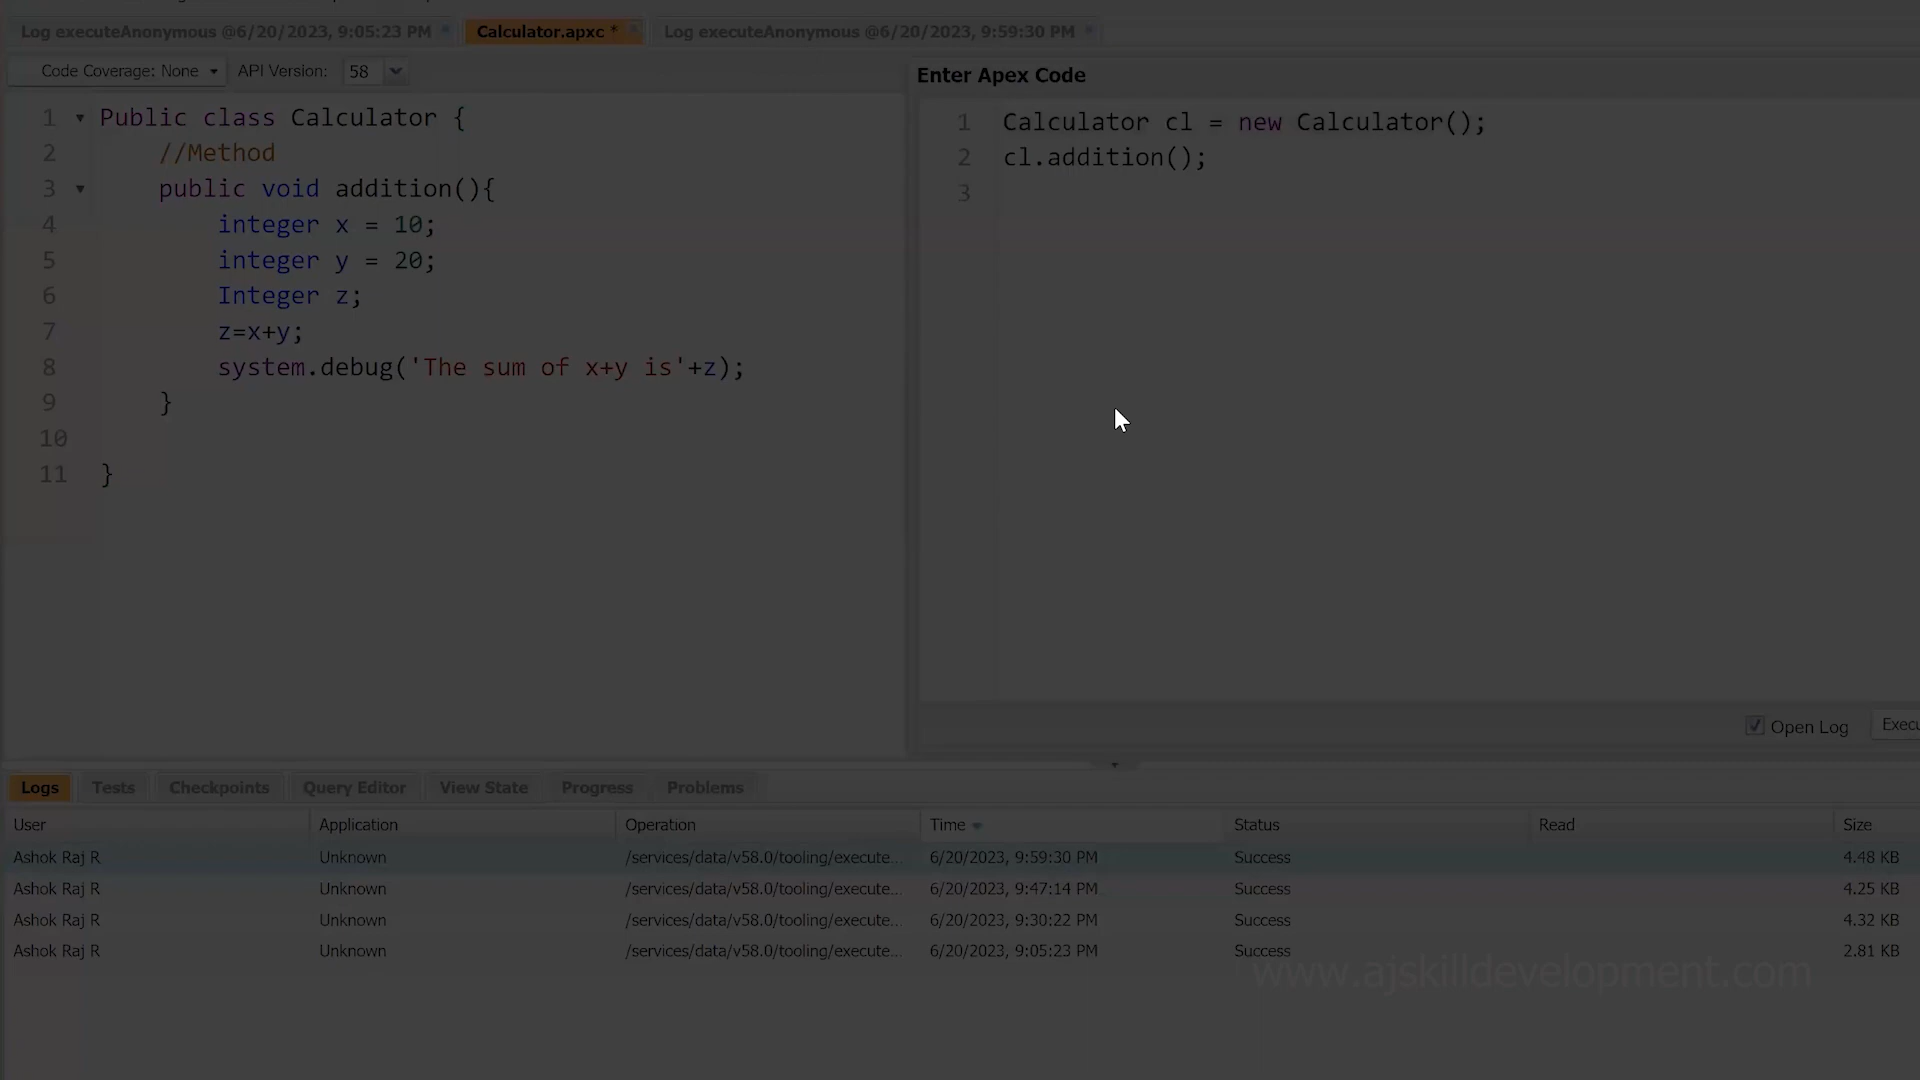 Log executeAnonymous @6/20/2023, 9:05:23 PM
Calculator.apxc *
Log executeAnonymous @6/20/2023, 9:59:30 PM
Code Coverage: None
API Version: 58
1 Public class Calculator {
2 //Method
3 public void addition(){
4 integer x = 10;
5 integer y = 20;
6 Integer z;
7 z=x+y;
8 system.debug('The sum of x+y is'+z);
9 }
10
11 }
Enter Apex Code
1 Calculator cl = new Calculator();
2 cl.addition();
3
Open Log
Execu
Logs Tests Checkpoints Query Editor View State Progress Problems
User Application Operation Time Status Read Size
Ashok Raj R Unknown /services/data/v58.0/tooling/execute... 6/20/2023, 9:59:30 PM Success 4.48 KB
Ashok Raj R Unknown /services/data/v58.0/tooling/execute... 6/20/2023, 9:47:14 PM Success 4.25 KB
Ashok Raj R Unknown /services/data/v58.0/tooling/execute... 6/20/2023, 9:30:22 PM Success 4.32 KB
Ashok Raj R Unknown /services/data/v58.0/tooling/execute... 6/20/2023, 9:05:23 PM Success 2.81 KB
www.ajskilldevelopment.com